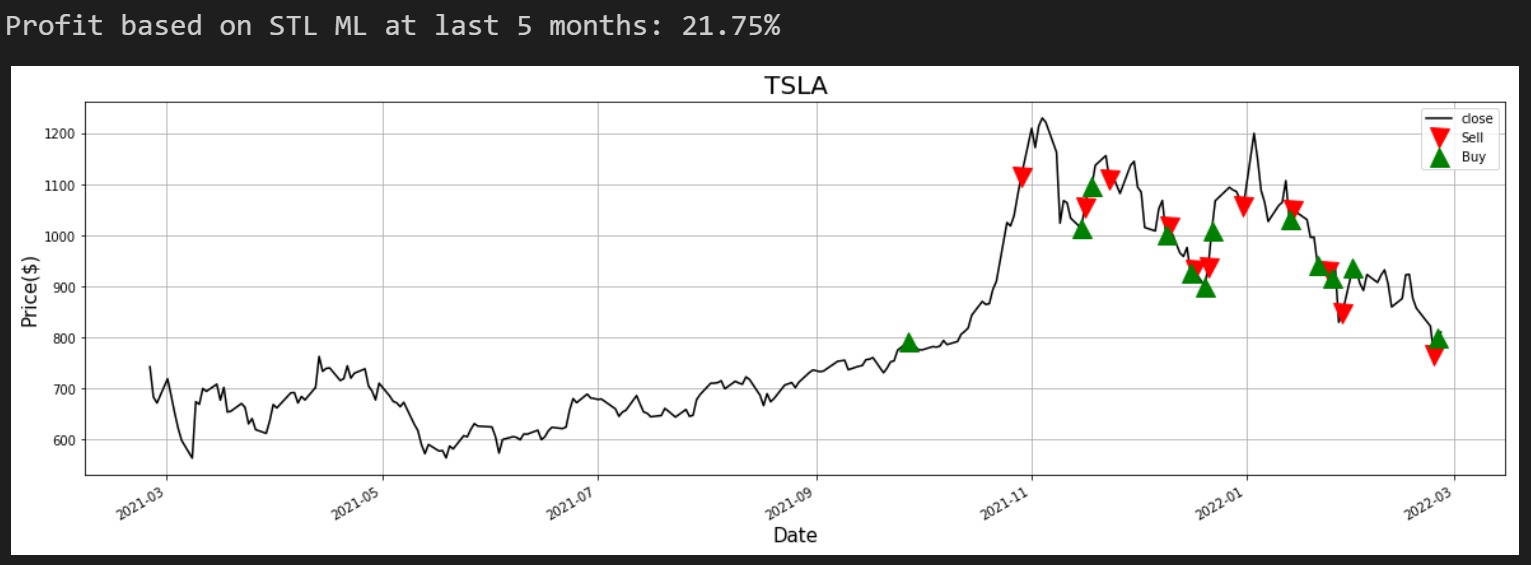 Profit based on STL ML at last 5 months: 21.75%
TSLA
close
Sell
Buy
Price($)
1200
1100
1000
900
800
700
600
2021-03
2021-05
2021-07
2021-09
2021-11
2022-01
2022-03
Date